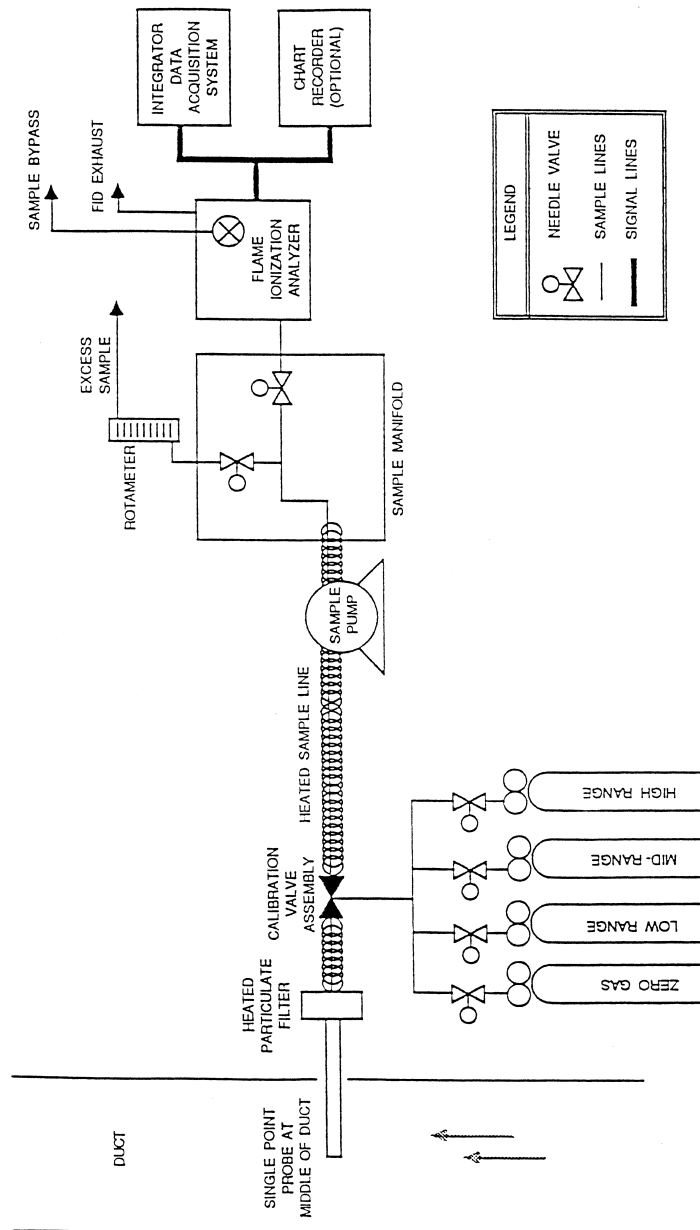 DUCT
SINGLE POINT
PROBE AT
MIDDLE OF DUCT
HEATED
PARTICULATE
FILTER
CALIBRATION
VALVE
ASSEMBLY
HEATED SAMPLE LINE
SAMPLE
PUMP
ROTAMETER
EXCESS
SAMPLE
SAMPLE MANIFOLD
SAMPLE BYPASS
FID EXHAUST
FLAME
IONIZATION
ANALYZER
INTEGRATOR
DATA
ACQUISITION
SYSTEM
CHART
RECORDER
(OPTIONAL)
ZERO GAS
LOW RANGE
MID-RANGE
HIGH RANGE
LEGEND
NEEDLE VALVE
SAMPLE LINES
SIGNAL LINES